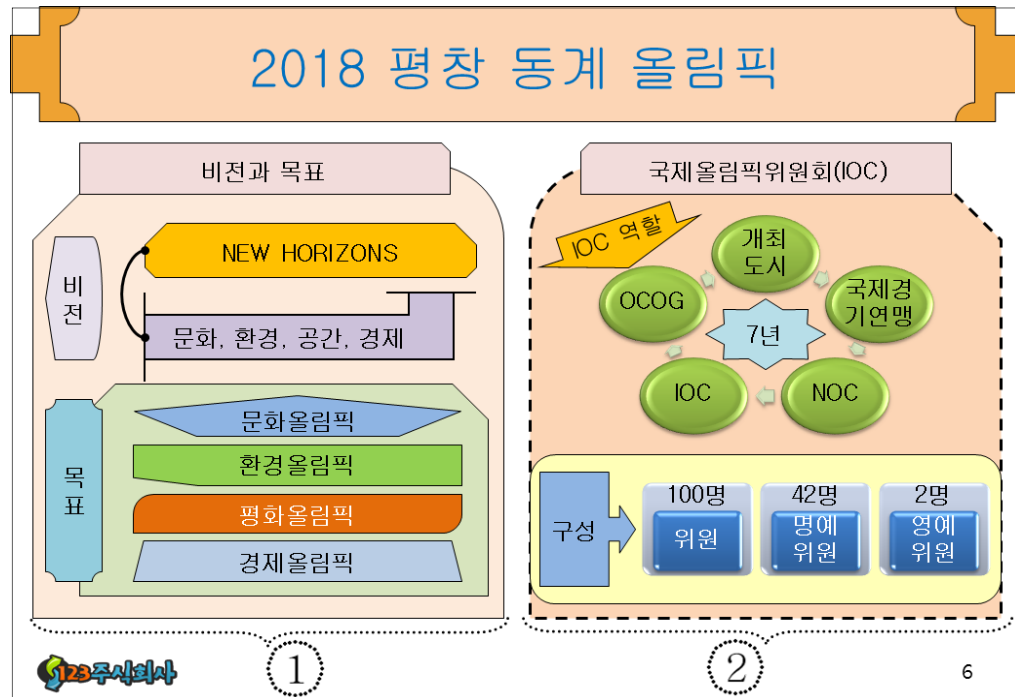 2018 평창 동계 올림픽
비전과 목표
비
전
NEW HORIZONS
문화, 환경, 공간, 경제
목
표
문화올림픽
환경올림픽
평화올림픽
경제올림픽
1
국제올림픽위원회(IOC)
IOC 역할
개최
도시
국제경
기연맹
NOC
IOC
OCOG
7년
구성
100명
위원
42명
명예
위원
2명
영예
위원
2
123주식회사
6